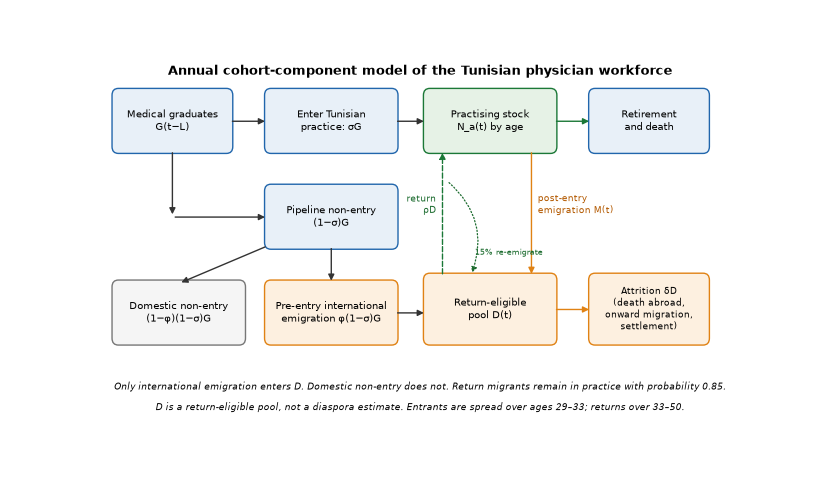 Annual cohort-component model of the Tunisian physician workforce
Medical graduates
G(t−L)
Enter Tunisian
practice: σG
Practising stock
N_a(t) by age
Retirement
and death
Pipeline non-entry
(1−σ)G
return
ρD
post-entry
emigration M(t)
15% re-emigrate
Domestic non-entry
(1−φ)(1−σ)G
Pre-entry international
emigration φ(1−σ)G
Return-eligible
pool D(t)
Attrition δD
(death abroad,
onward migration,
settlement)
Only international emigration enters D. Domestic non-entry does not. Return migrants remain in practice with probability 0.85.
D is a return-eligible pool, not a diaspora estimate. Entrants are spread over ages 29–33; returns over 33–50.